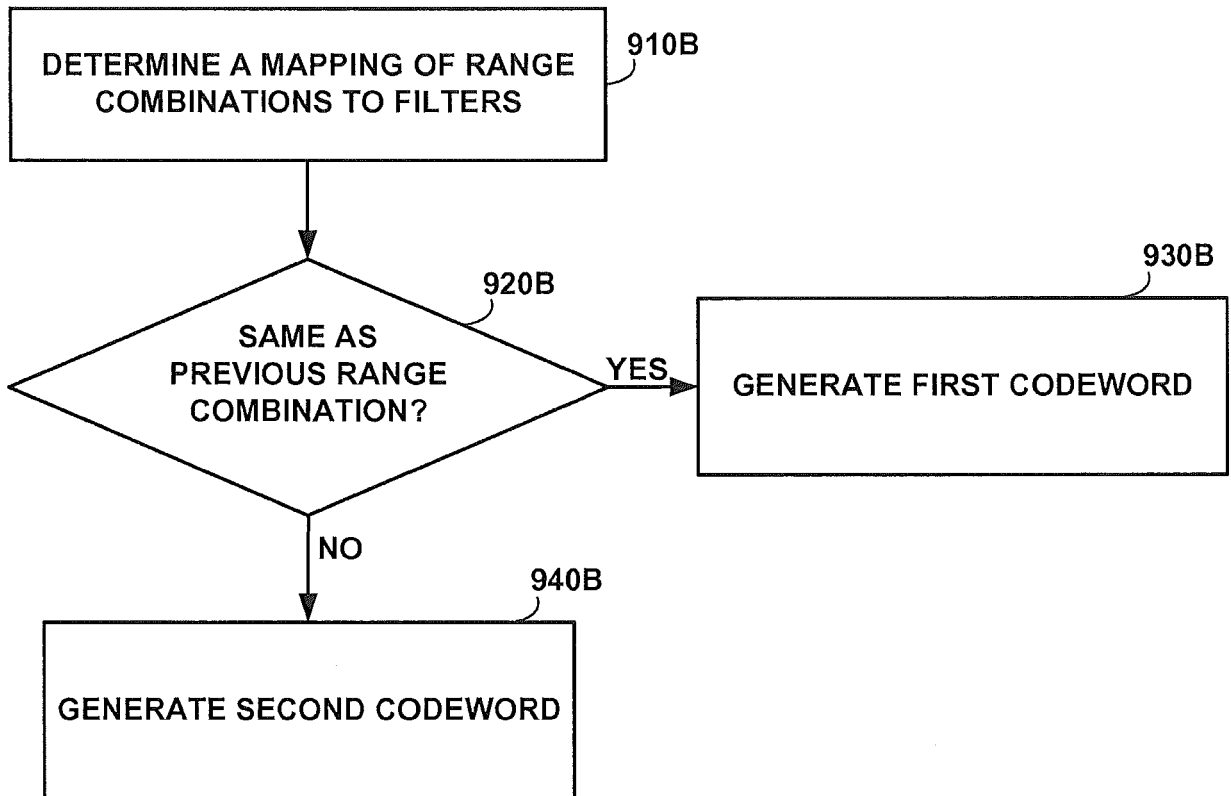 DETERMINE A MAPPING OF RANGE
COMBINATIONS TO FILTERS
910B
920B
SAME AS
PREVIOUS RANGE
COMBINATION?
YES
930B
GENERATE FIRST CODEWORD
NO
940B
GENERATE SECOND CODEWORD